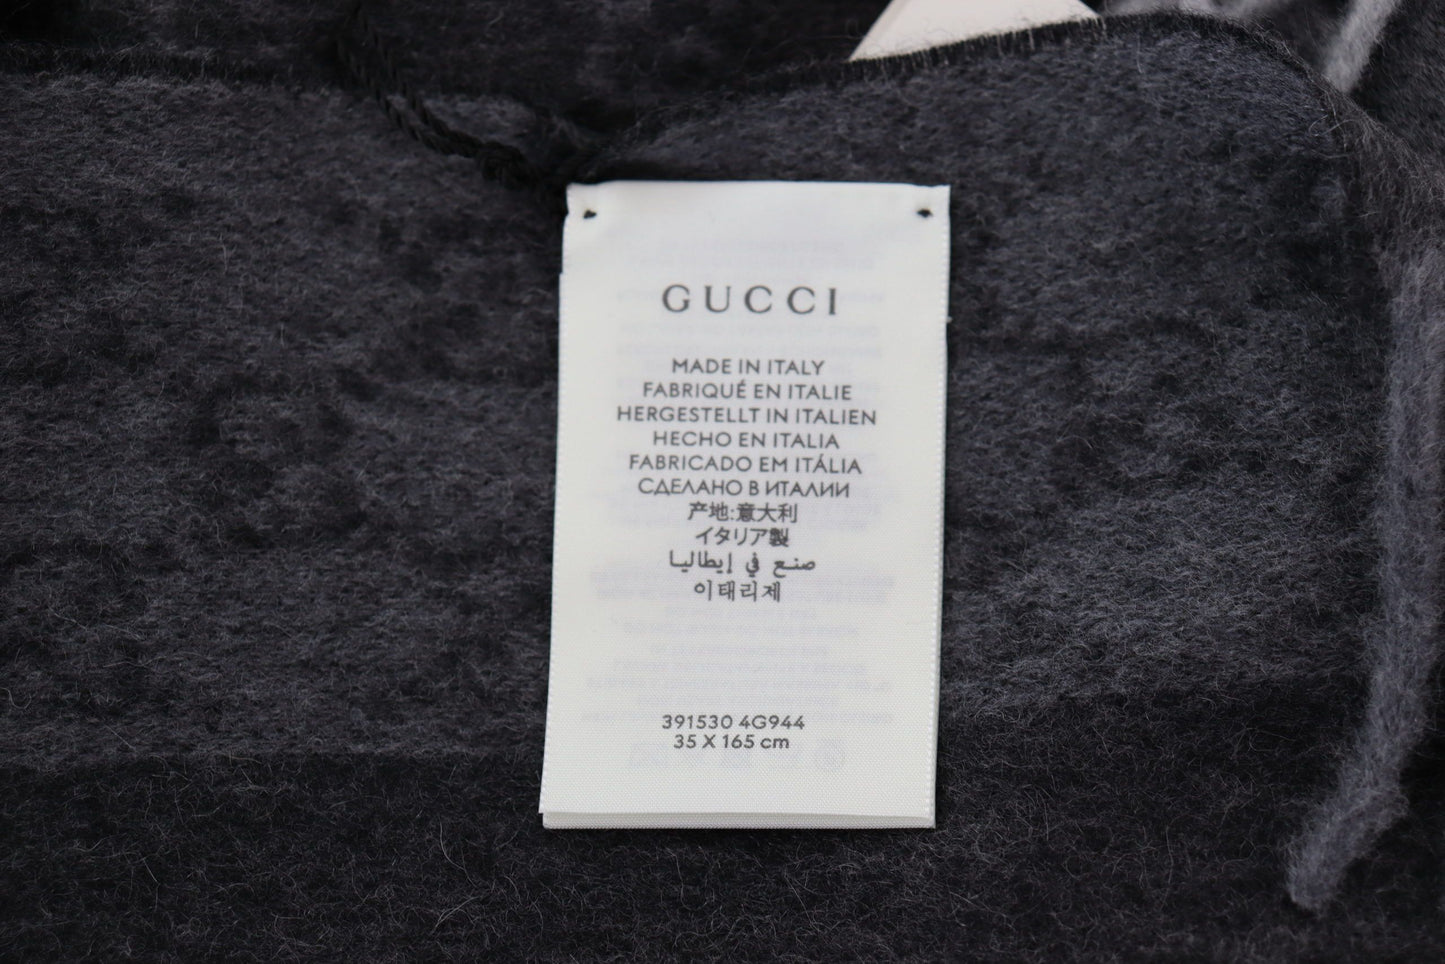 GUCCI
MADE IN ITALY
FABRIQUÉ EN ITALIE
HERGESTELLT IN ITALIEN
HECHO EN ITALIA
FABRICADO EM ITÁLIA
СДЕЛАНО В ИТАЛИИ
产地:意大利
イタリア製
صنع في إيطاليا
이태리제
391530 4G944
35 X 165 cm